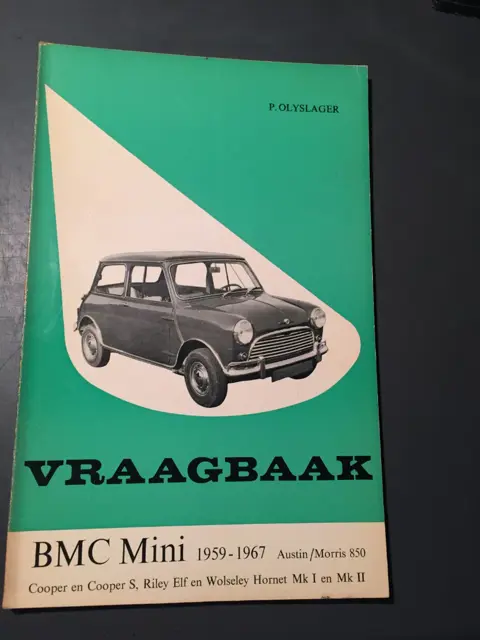 P. OLYSLAGER
VRAAGBAAK
BMC Mini 1959-1967 Austin/Morris 850
Cooper en Cooper S, Riley Elf en Wolseley Hornet Mk I en Mk II